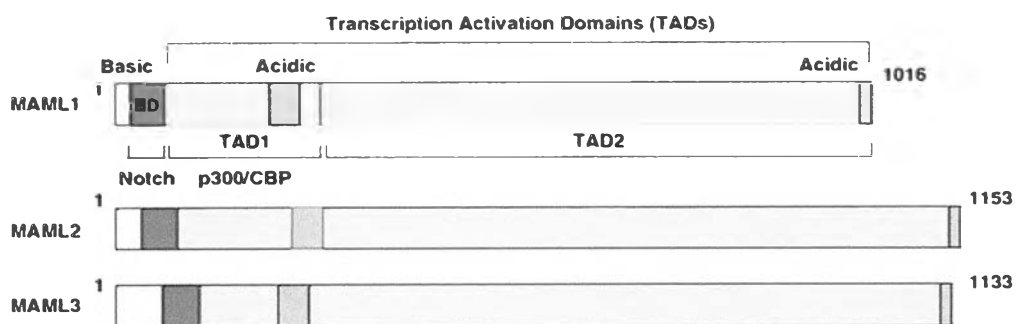 Transcription Activation Domains (TADs)
Basic Acidic Acidic
MAML1 1 1016
TAD1 TAD2
Notch p300/CBP
MAML2 1 1153
MAML3 1 1133